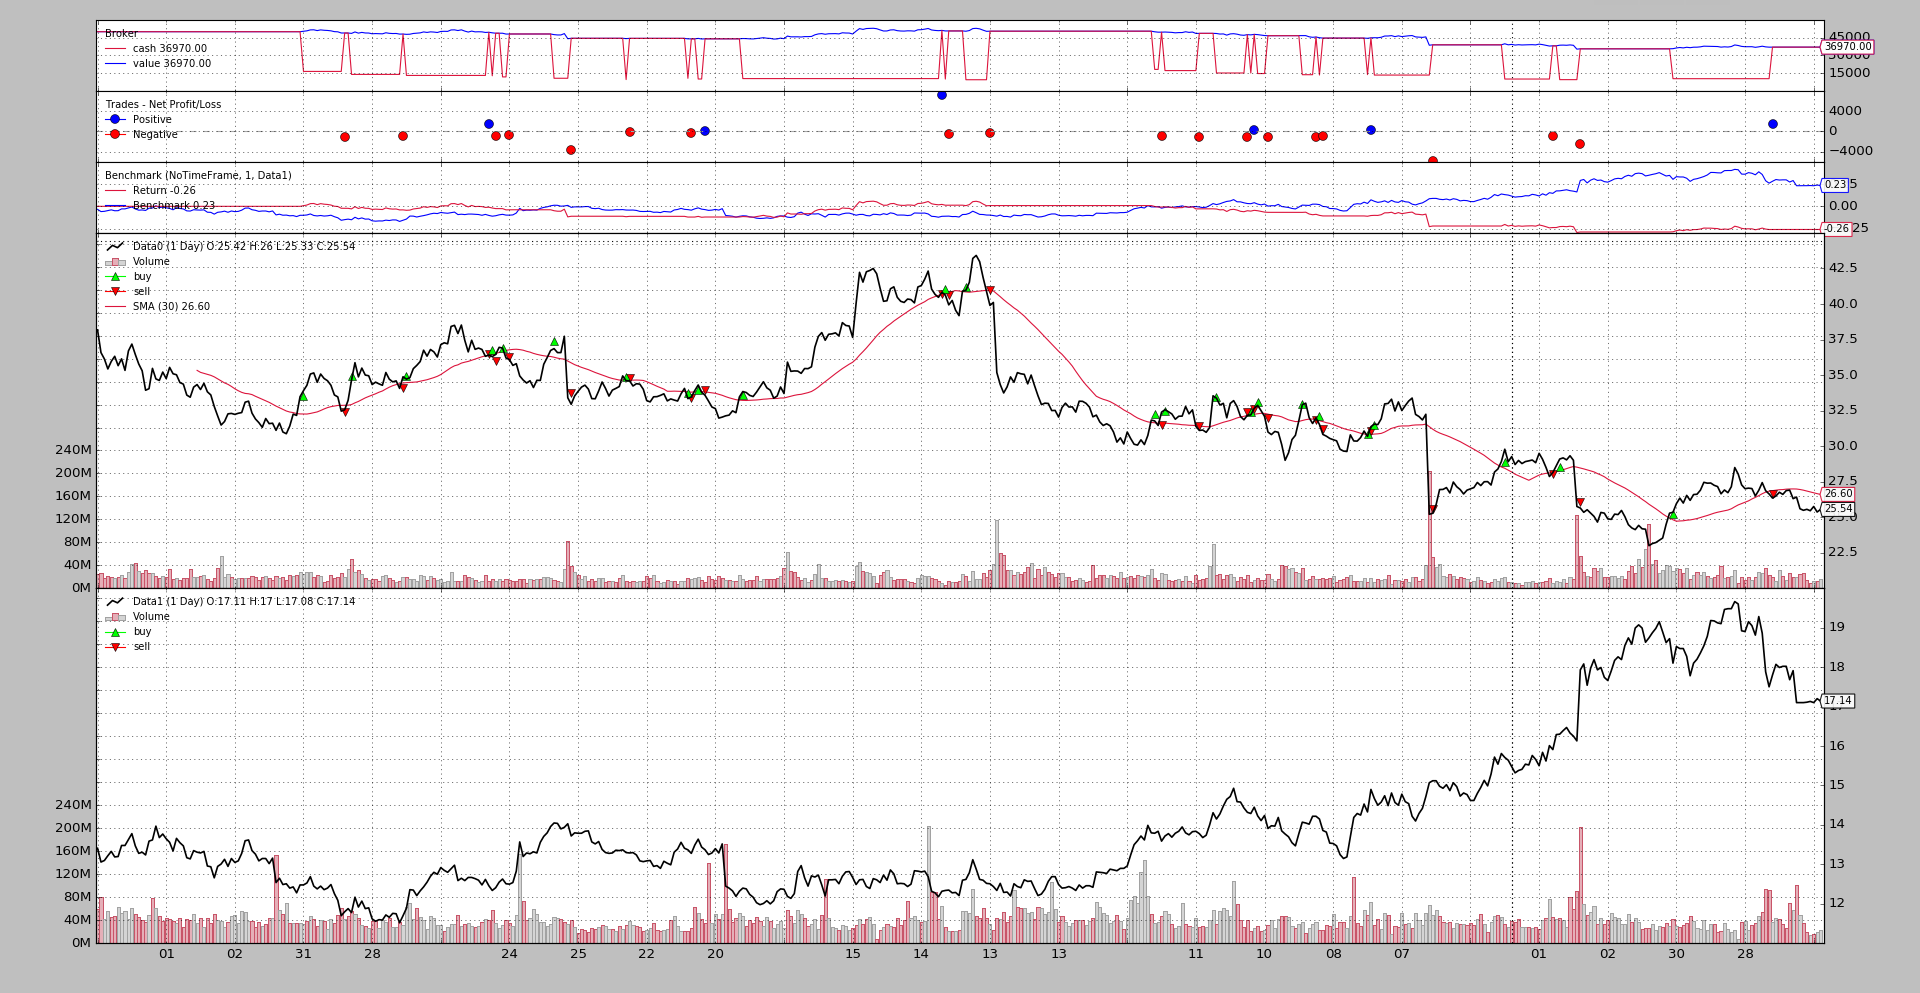 Broker
cash 36970.00
value 36970.00
45000
36970.00
30000
15000
Trades - Net Profit/Loss
Positive
Negative
4000
0
−4000
Benchmark (NoTimeFrame, 1, Data1)
Return -0.26
Benchmark 0.23
0.23
0.00
-0.26
Data0 (1 Day) O:25.42 H:26 L:25.33 C:25.54
Volume
buy
sell
SMA (30) 26.60
42.5
40.0
37.5
35.0
32.5
30.0
27.5
26.60
25.54
25.0
22.5
240M
200M
160M
120M
80M
40M
0M
Data1 (1 Day) O:17.11 H:17 L:17.08 C:17.14
Volume
buy
sell
19
18
17.14
17
16
15
14
13
12
240M
200M
160M
120M
80M
40M
0M
01 02 31 28 24 25 22 20 15 14 13 13 11 10 08 07 01 02 30 28